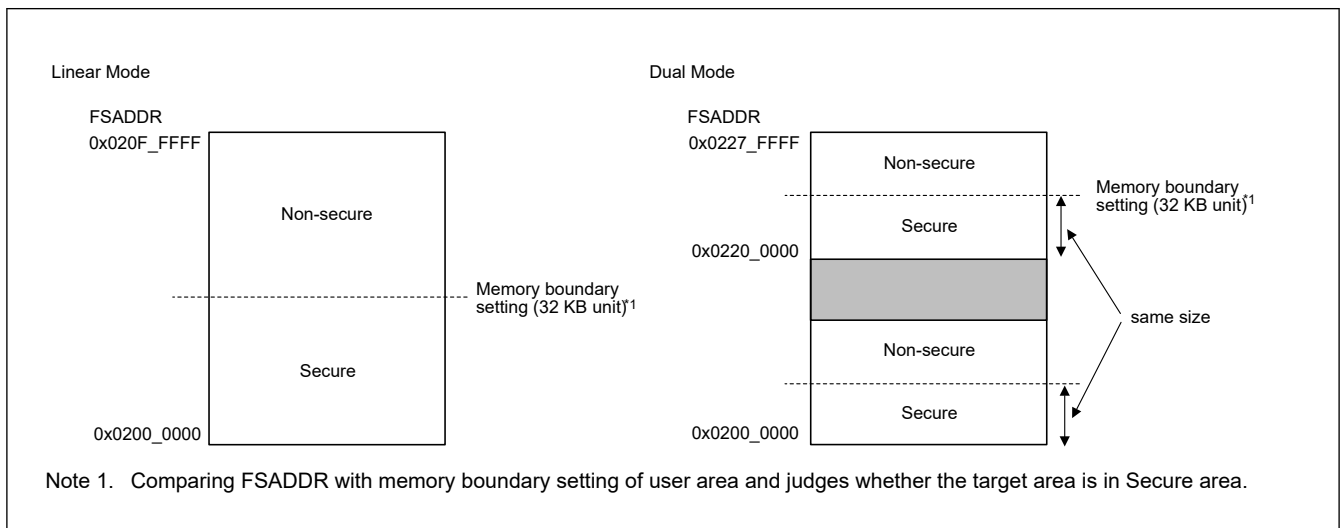 Linear Mode
FSADDR
0x020F_FFFF
Non-secure
Memory boundary
setting (32 KB unit)*1
Secure
0x0200_0000
Dual Mode
FSADDR
0x0227_FFFF
Non-secure
Memory boundary
setting (32 KB unit)*1
Secure
0x0220_0000
same size
Non-secure
Secure
0x0200_0000
Note 1. Comparing FSADDR with memory boundary setting of user area and judges whether the target area is in Secure area.